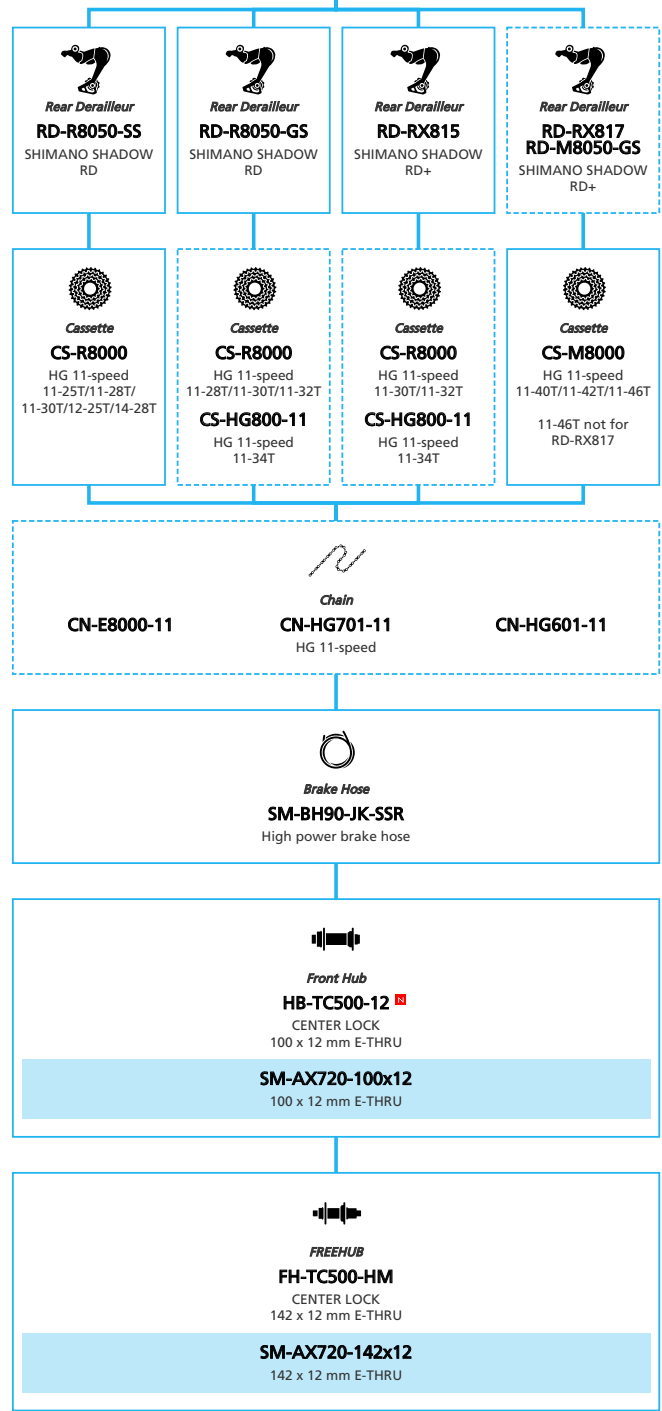 Rear Derailleur
RD-R8050-SS
SHIMANO SHADOW
RD
Rear Derailleur
RD-R8050-GS
SHIMANO SHADOW
RD
Rear Derailleur
RD-RX815
SHIMANO SHADOW
RD+
Rear Derailleur
RD-RX817
RD-M8050-GS
SHIMANO SHADOW
RD+
Cassette
CS-R8000
HG 11-speed
11-25T/11-28T/
11-30T/12-25T/14-28T
Cassette
CS-R8000
HG 11-speed
11-28T/11-30T/11-32T
CS-HG800-11
HG 11-speed
11-34T
Cassette
CS-R8000
HG 11-speed
11-30T/11-32T
CS-HG800-11
HG 11-speed
11-34T
Cassette
CS-M8000
HG 11-speed
11-40T/11-42T/11-46T
11-46T not for
RD-RX817
Chain
CN-E8000-11
CN-HG701-11
CN-HG601-11
HG 11-speed
Brake Hose
SM-BH90-JK-SSR
High power brake hose
Front Hub
HB-TC500-12 N
CENTER LOCK
100 x 12 mm E-THRU
SM-AX720-100x12
100 x 12 mm E-THRU
FREEHUB
FH-TC500-HM
CENTER LOCK
142 x 12 mm E-THRU
SM-AX720-142x12
142 x 12 mm E-THRU